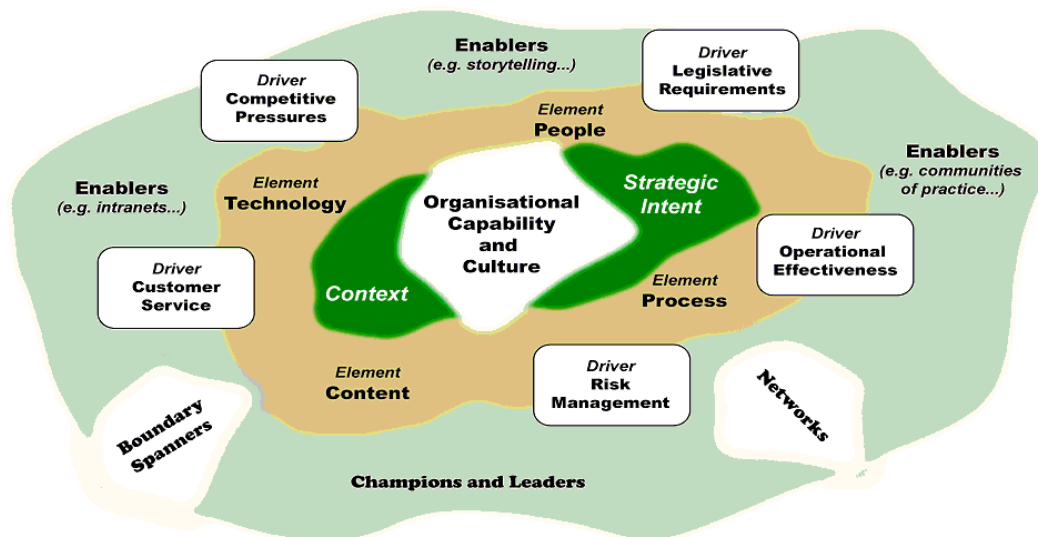 Enablers
(e.g. storytelling...)
Driver
Competitive
Pressures
Driver
Legislative
Requirements
Element
People
Enablers
(e.g. intranets...)
Element
Technology
Strategic
Intent
Enablers
(e.g. communities
of practice...)
Organisational
Capability
and
Culture
Driver
Customer
Service
Context
Element
Process
Driver
Operational
Effectiveness
Element
Content
Driver
Risk
Management
Boundary
Spanners
Networks
Champions and Leaders